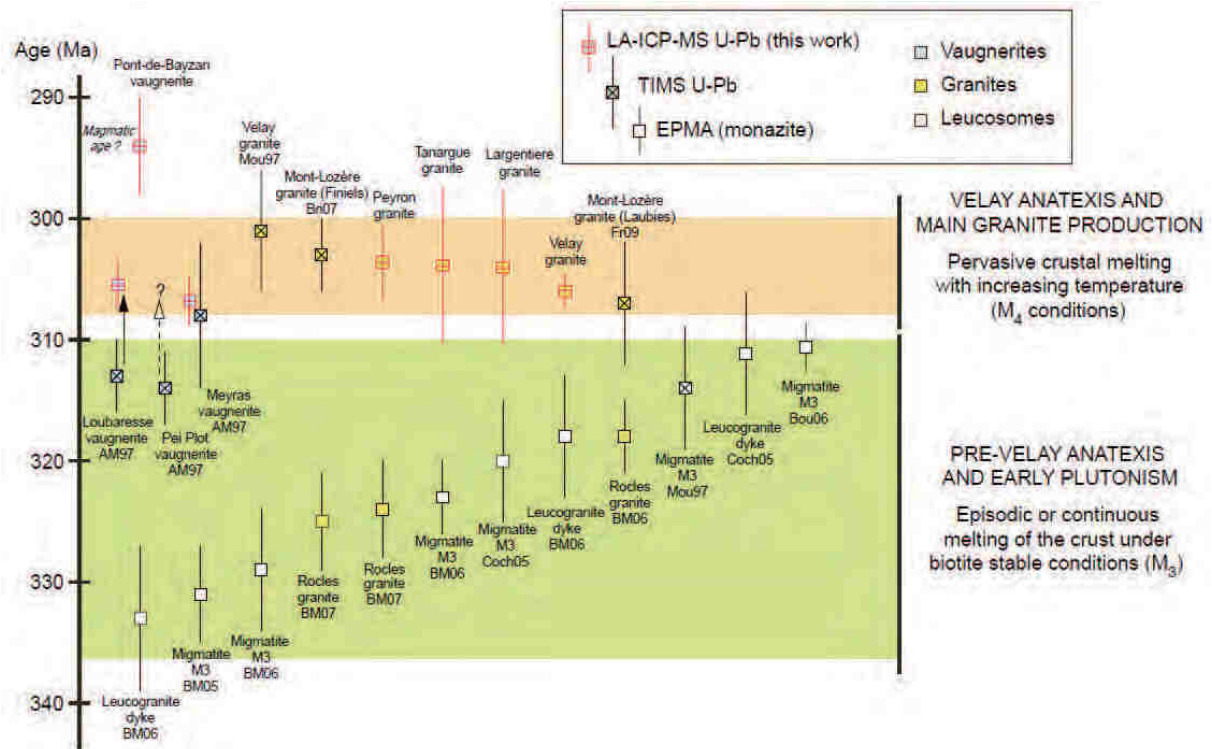 Age (Ma)
290
300
310
320
330
340
LA-ICP-MS U-Pb (this work)
TIMS U-Pb
EPMA (monazite)
Vaugnerites
Granites
Leucosomes
Pont-de-Bayzan
vaugnerite
Magmatic
age ?
Velay
granite
Mou97
Mont-Lozère
granite (Finiels)
Bri07
Peyron
granite
Tanargue
granite
Largentiere
granite
Velay
granite
Mont-Lozère
granite (Laubies)
Fr09
?
Loubaresse
vaugnerite
AM97
Pei Plot
vaugnerite
AM97
Meyras
vaugnerite
AM97
Leucogranite
dyke
BM06
Migmatite
M3
BM05
Migmatite
M3
BM06
Rocles
granite
BM07
Rocles
granite
BM07
Migmatite
M3
BM06
Migmatite
M3
Coch05
Leucogranite
dyke
BM06
Rocles
granite
BM06
Migmatite
M3
Mou97
Leucogranite
dyke
Coch05
Migmatite
M3
Bou06
VELAY ANATEXIS AND
MAIN GRANITE PRODUCTION
Pervasive crustal melting
with increasing temperature
(M4 conditions)
PRE-VELAY ANATEXIS
AND EARLY PLUTONISM
Episodic or continuous
melting of the crust under
biotite stable conditions (M3)